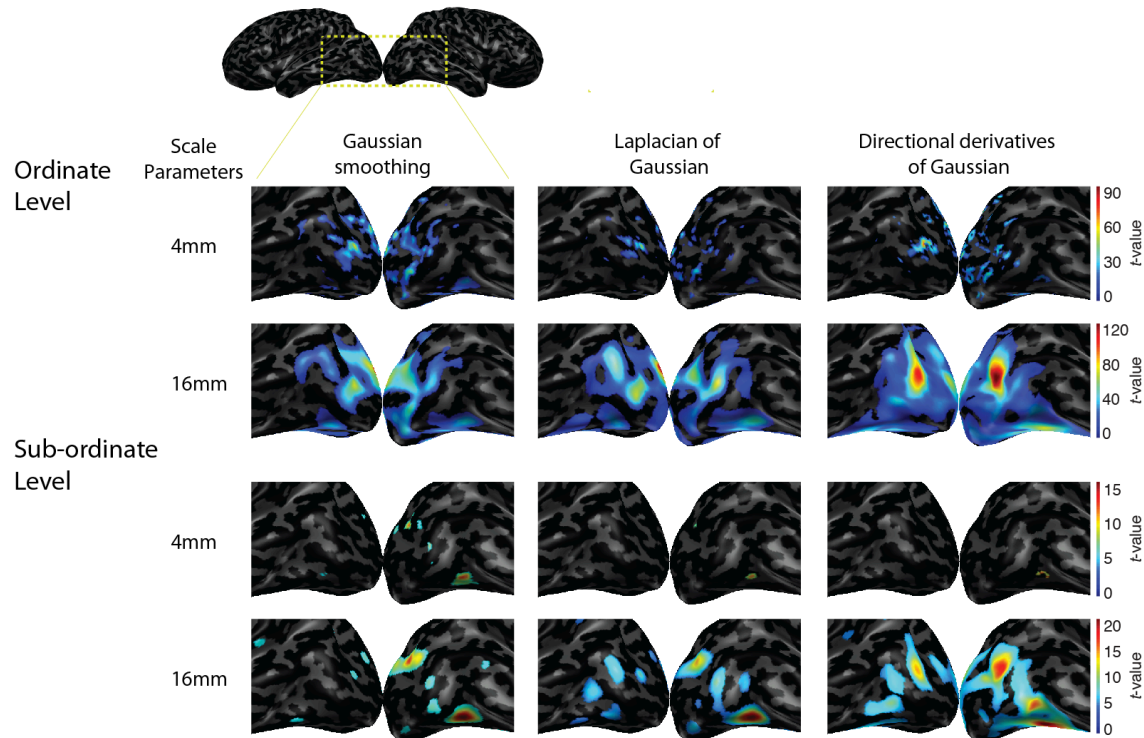 Ordinate
Level
Scale
Parameters
Gaussian
smoothing
Laplacian of
Gaussian
Directional derivatives
of Gaussian
4mm
90
60
30
0
t-value
16mm
120
80
40
0
t-value
Sub-ordinate
Level
4mm
15
10
5
0
t-value
16mm
20
15
10
5
0
t-value